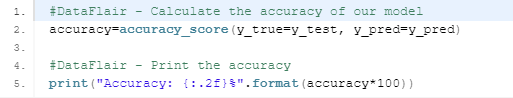 1. #DataFlair - Calculate the accuracy of our model
2. accuracy=accuracy_score(y_true=y_test, y_pred=y_pred)
3.
4. #DataFlair - Print the accuracy
5. print("Accuracy: {:.2f}%".format(accuracy*100))